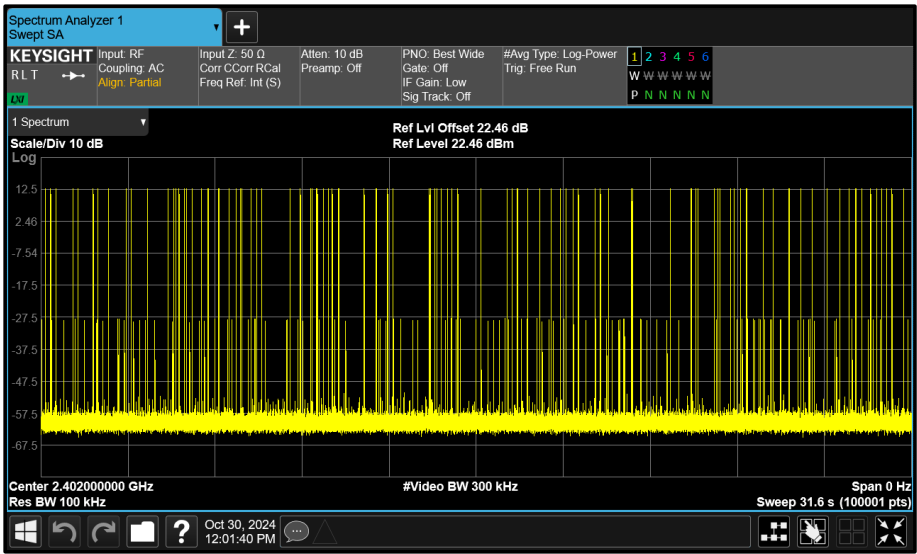 Spectrum Analyzer 1
Swept SA
KEYSIGHT Input: RF Input Z: 50 Ω Atten: 10 dB PNO: Best Wide #Avg Type: Log-Power 1 2 3 4 5 6
R L T Coupling: AC Corr CCorr RCal Preamp: Off Gate: Off Trig: Free Run W W W W W W
Align: Partial Freq Ref: Int (S) IF Gain: Low P N N N N N
LXI Sig Track: Off
1 Spectrum
Ref Lvl Offset 22.46 dB
Scale/Div 10 dB Ref Level 22.46 dBm
Log
12.5
2.46
-7.54
-17.5
-27.5
-37.5
-47.5
-57.5
-67.5
Center 2.402000000 GHz #Video BW 300 kHz Span 0 Hz
Res BW 100 kHz Sweep 31.6 s (100001 pts)
Oct 30, 2024
12:01:40 PM